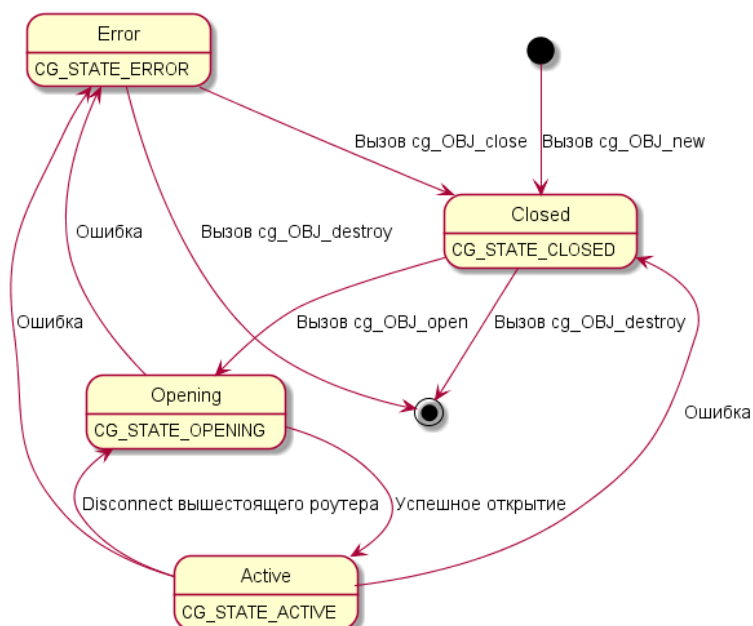 Error
CG_STATE_ERROR
Вызов cg_OBJ_close
Вызов cg_OBJ_new
Closed
CG_STATE_CLOSED
Ошибка
Вызов cg_OBJ_destroy
Ошибка
Вызов cg_OBJ_open
Вызов cg_OBJ_destroy
Opening
CG_STATE_OPENING
Ошибка
Disconnect вышестоящего роутера
Успешное открытие
Active
CG_STATE_ACTIVE